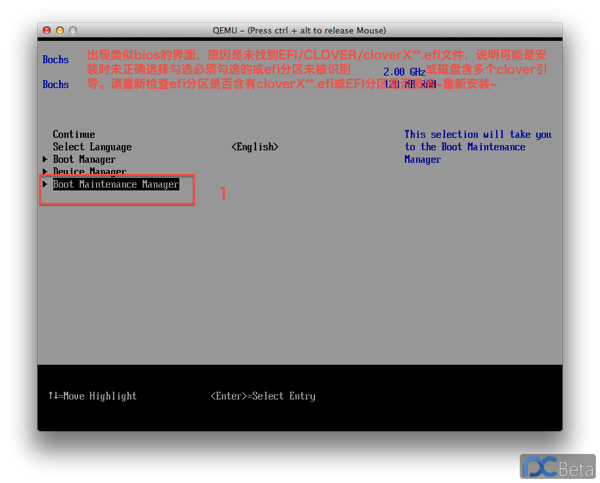 QEMU - (Press ctrl + alt to release Mouse)
出现类似bios的界面，原因是未找到EFI/CLOVER/cloverX**.efi文件，说明可能是安
Bochs
装时未正确选择勾选必须勾选的或efi分区未被识别 或磁盘含多个clover引
2.00 GHz
Bochs
导。请重新检查efi分区是否含有cloverX**.efi或EFI分区 ~重新安装~
Continue
Select Language <English>
Boot Manager
Device Manager
Boot Maintenance Manager
1
This selection will take you
to the Boot Maintenance
Manager
↑↓=Move Highlight <Enter>=Select Entry
PCBeta